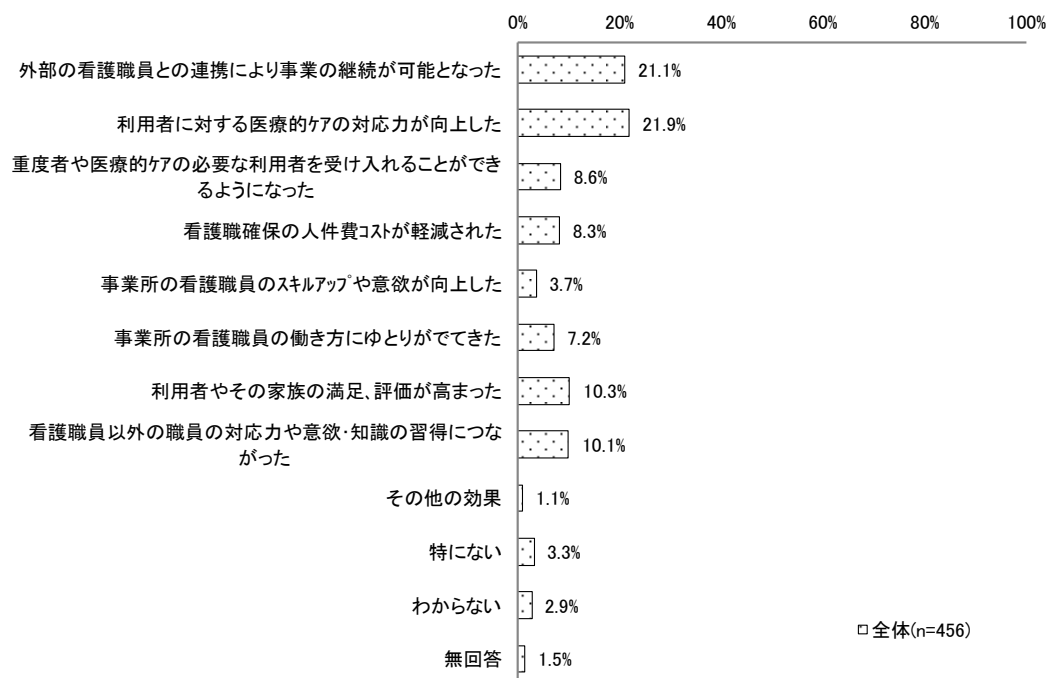 0% 20% 40% 60% 80% 100%
外部の看護職員との連携により事業の継続が可能となった 21.1%
利用者に対する医療的ｹｱの対応力が向上した 21.9%
重度者や医療的ｹｱの必要な利用者を受け入れることができ
るようになった 8.6%
看護職確保の人件費ｺｽﾄが軽減された 8.3%
事業所の看護職員のｽｷﾙｱｯﾌﾟや意欲が向上した 3.7%
事業所の看護職員の働き方にゆとりがでてきた 7.2%
利用者やその家族の満足、評価が高まった 10.3%
看護職員以外の職員の対応力や意欲・知識の習得につな
がった 10.1%
その他の効果 1.1%
特にない 3.3%
わからない 2.9%
全体(n=456)
無回答 1.5%